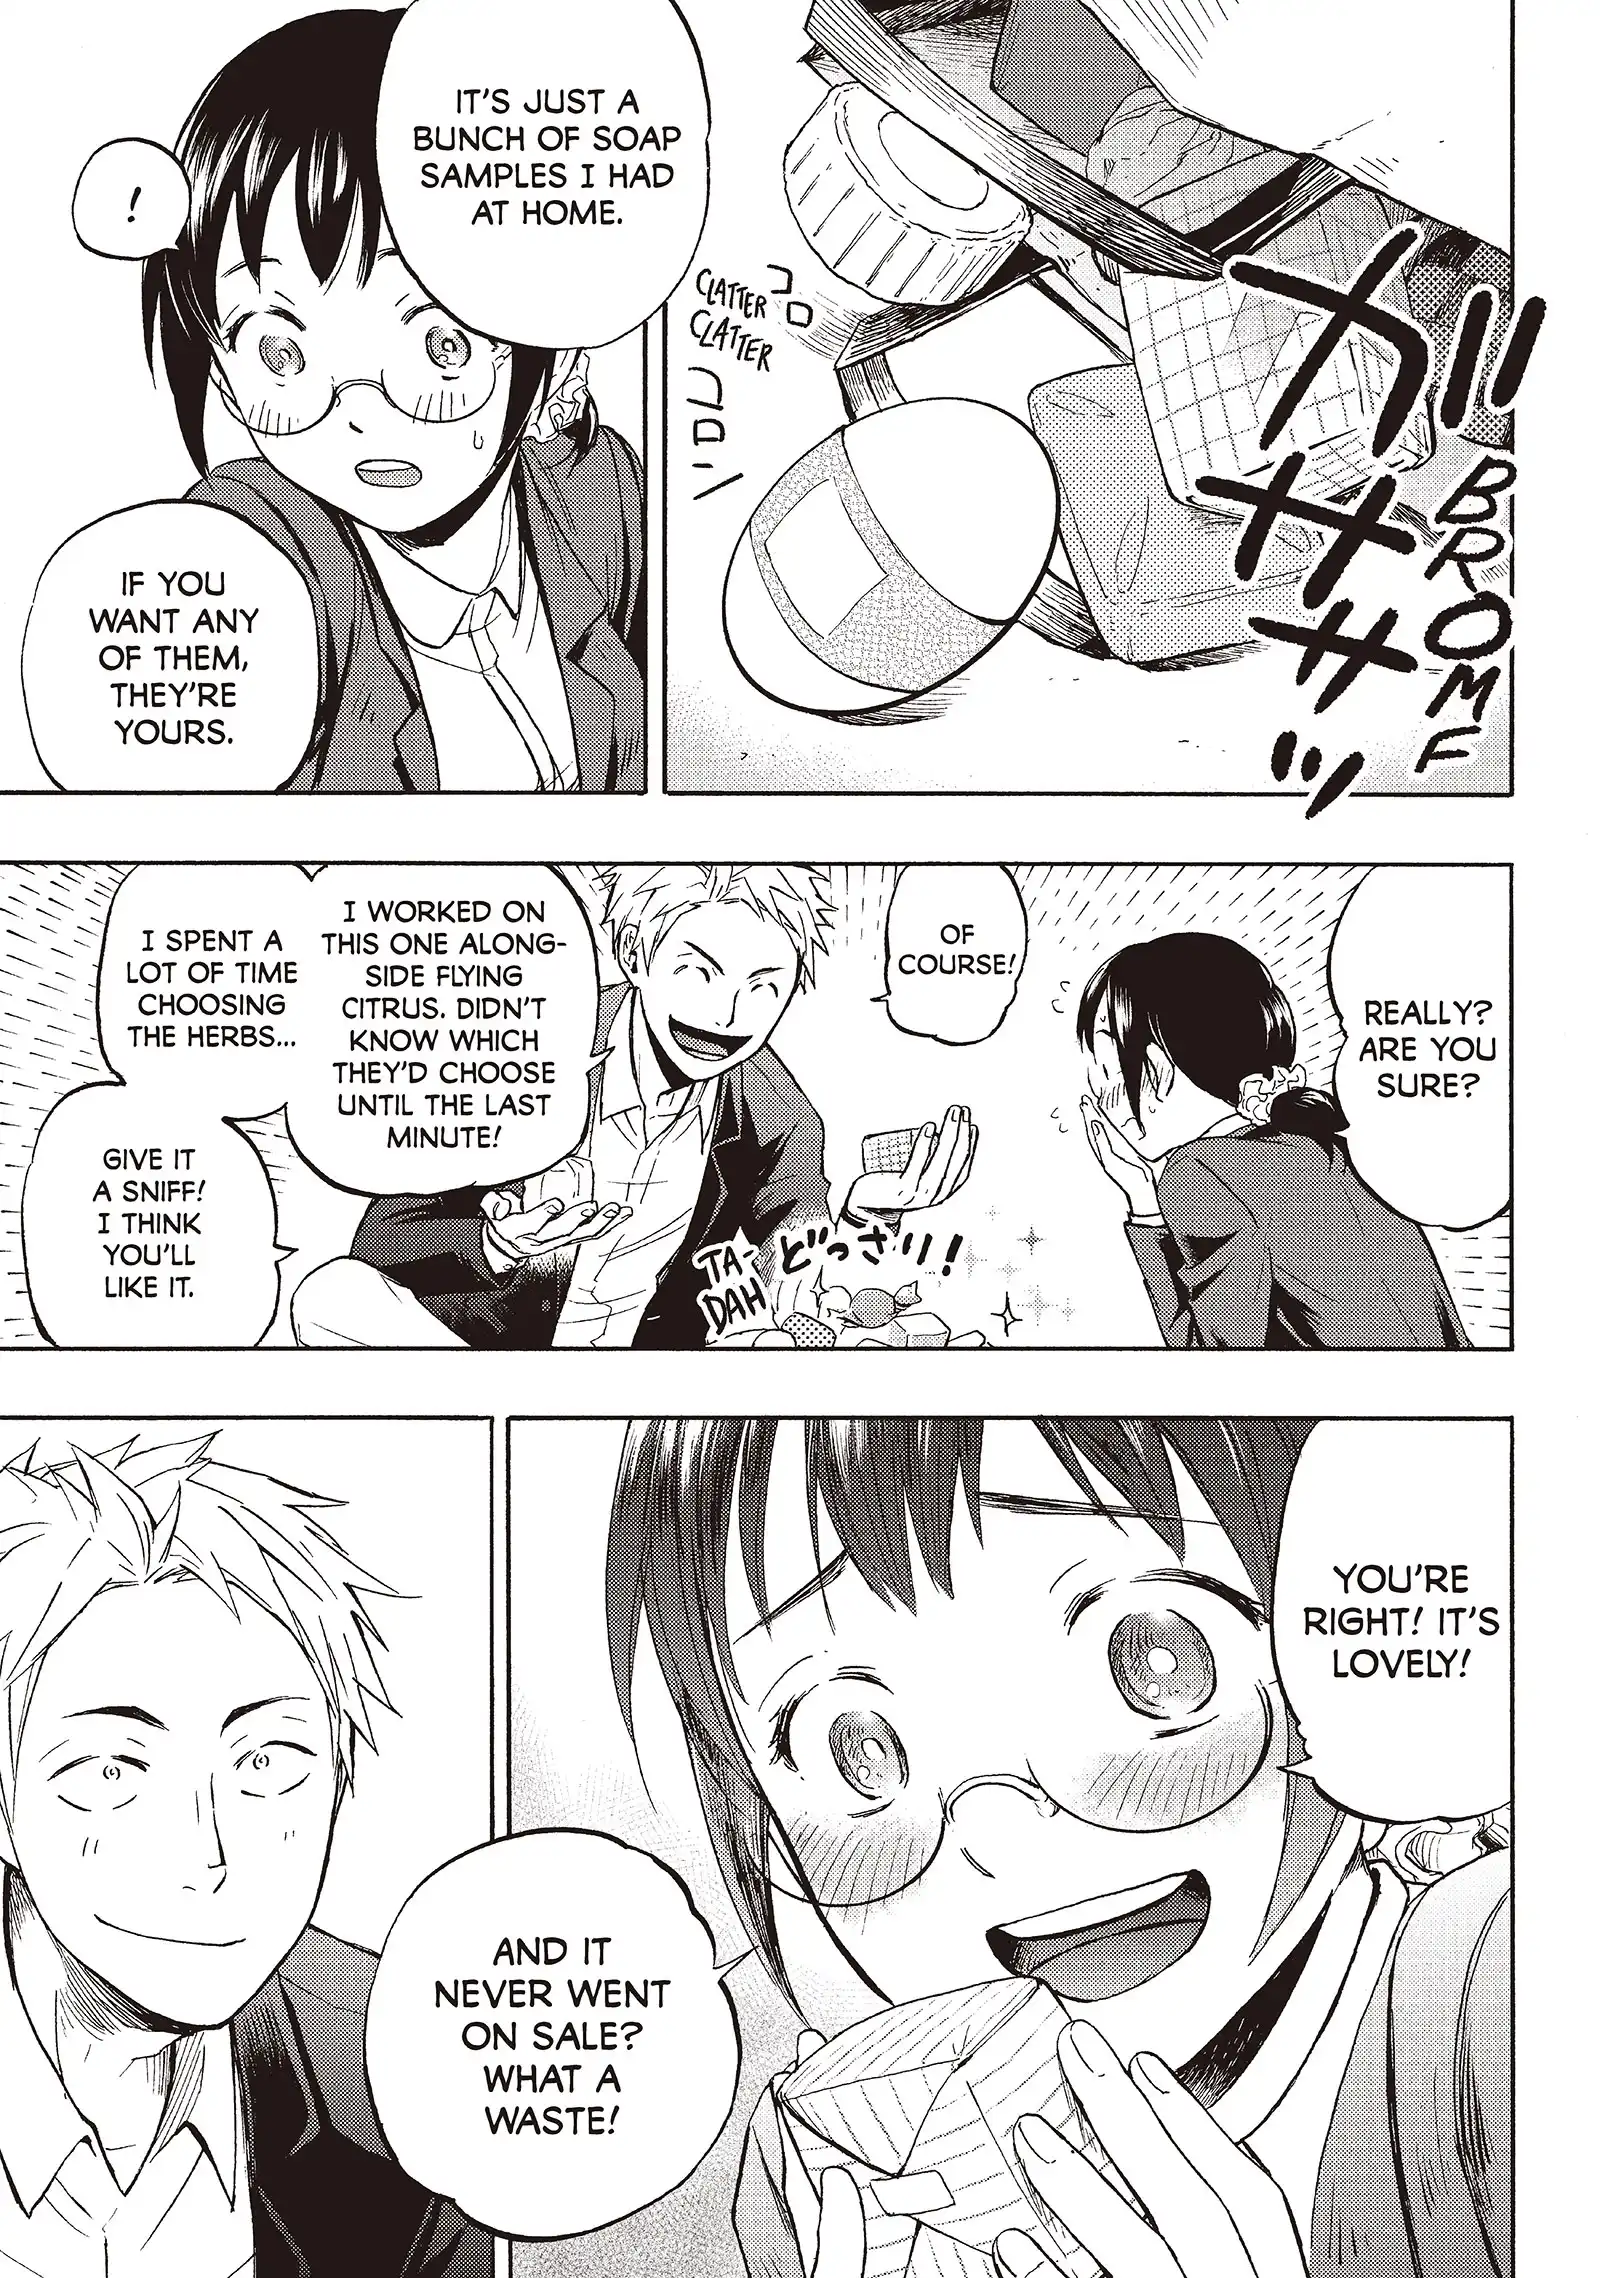 ガサササッ
BROMF
コロ
コロン
CLATTER
CLATTER
IT'S JUST A
BUNCH OF SOAP
SAMPLES I HAD
AT HOME.
!
IF YOU
WANT ANY
OF THEM,
THEY'RE
YOURS.
REALLY?
ARE YOU
SURE?
OF
COURSE!
どっさり!
TA-
DAH
I WORKED ON
THIS ONE ALONG-
SIDE FLYING
CITRUS. DIDN'T
KNOW WHICH
THEY'D CHOOSE
UNTIL THE LAST
MINUTE!
I SPENT A
LOT OF TIME
CHOOSING
THE HERBS...
GIVE IT
A SNIFF!
I THINK
YOU'LL
LIKE IT.
YOU'RE
RIGHT! IT'S
LOVELY!
AND IT
NEVER WENT
ON SALE?
WHAT A
WASTE!